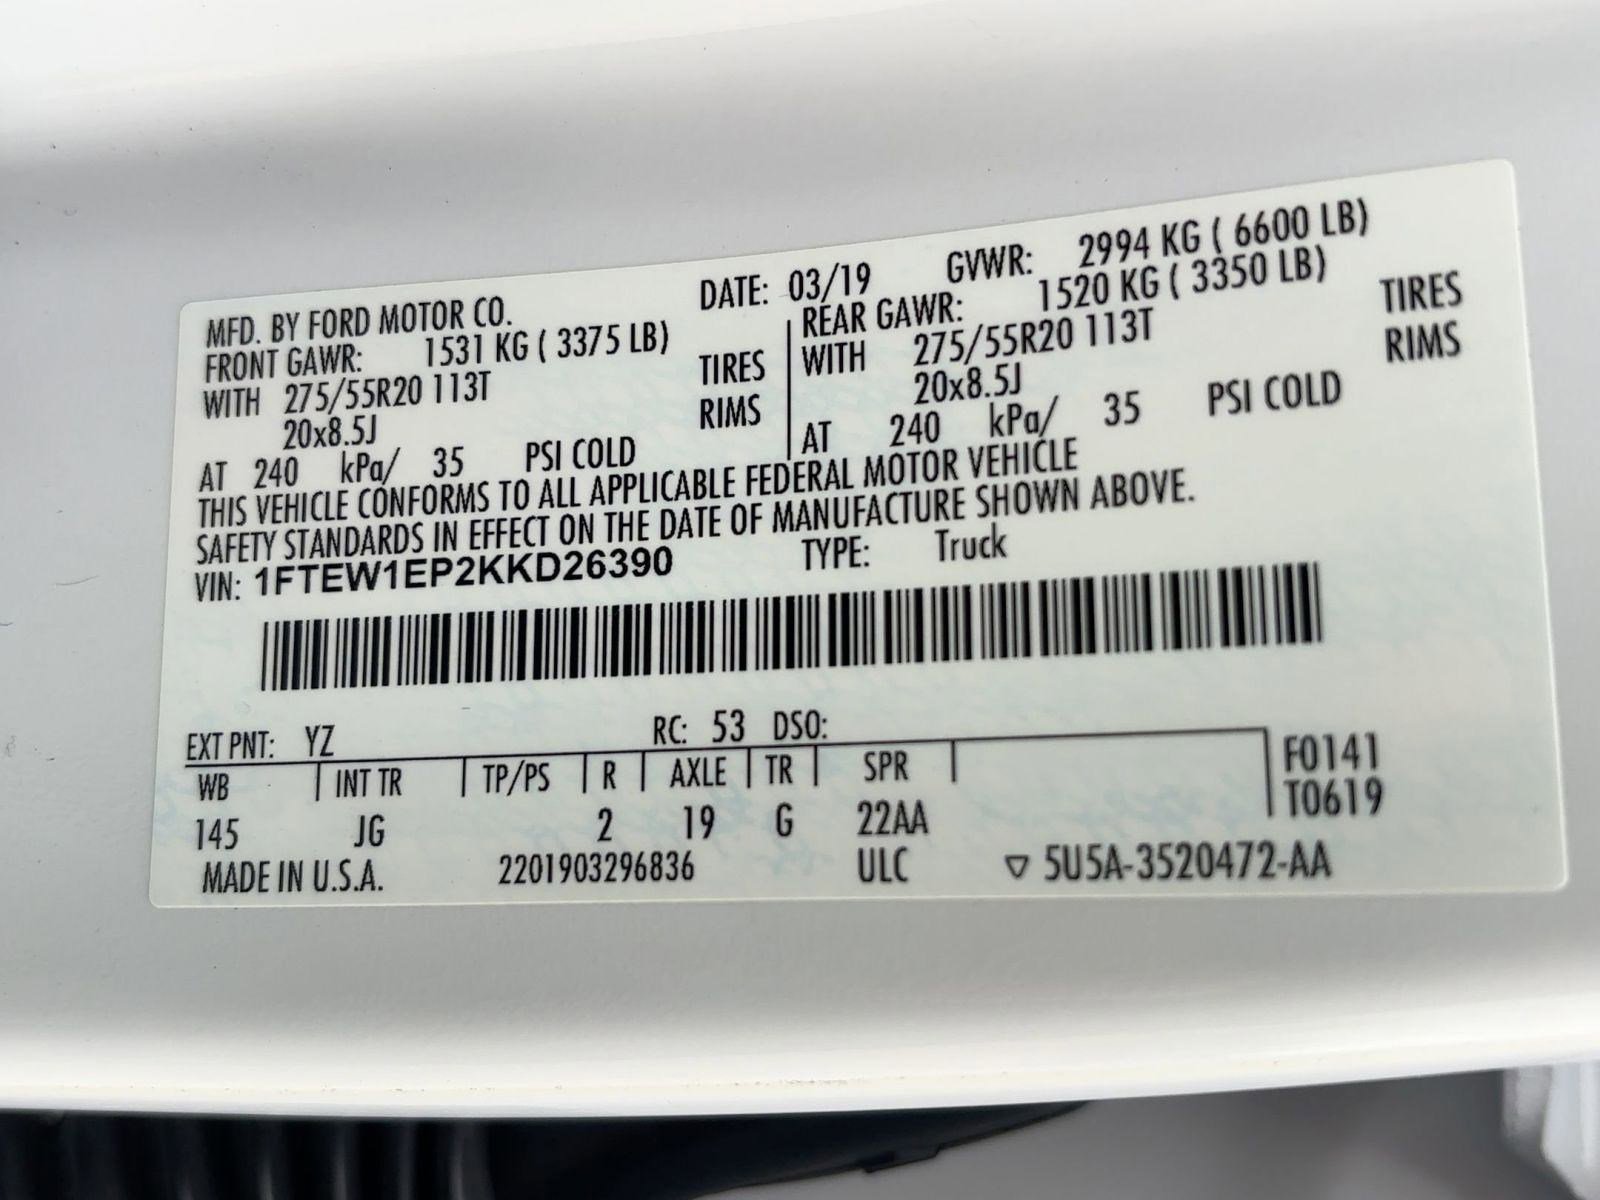 MFD. BY FORD MOTOR CO. DATE: 03/19 GVWR: 2994 KG ( 6600 LB)
FRONT GAWR: 1531 KG ( 3375 LB)
WITH 275/55R20 113T TIRES
20x8.5J RIMS
AT 240 kPa/ 35 PSI COLD
REAR GAWR: 1520 KG ( 3350 LB)
WITH 275/55R20 113T TIRES
20x8.5J RIMS
AT 240 kPa/ 35 PSI COLD
THIS VEHICLE CONFORMS TO ALL APPLICABLE FEDERAL MOTOR VEHICLE
SAFETY STANDARDS IN EFFECT ON THE DATE OF MANUFACTURE SHOWN ABOVE.
VIN: 1FTEW1EP2KKD26390 TYPE: Truck
EXT PNT: YZ RC: 53 DSO:
WB INT TR TP/PS R AXLE TR SPR F0141
T0619
145 JG 2 19 G 22AA
MADE IN U.S.A. 2201903296836 ULC ▽ 5U5A-3520472-AA